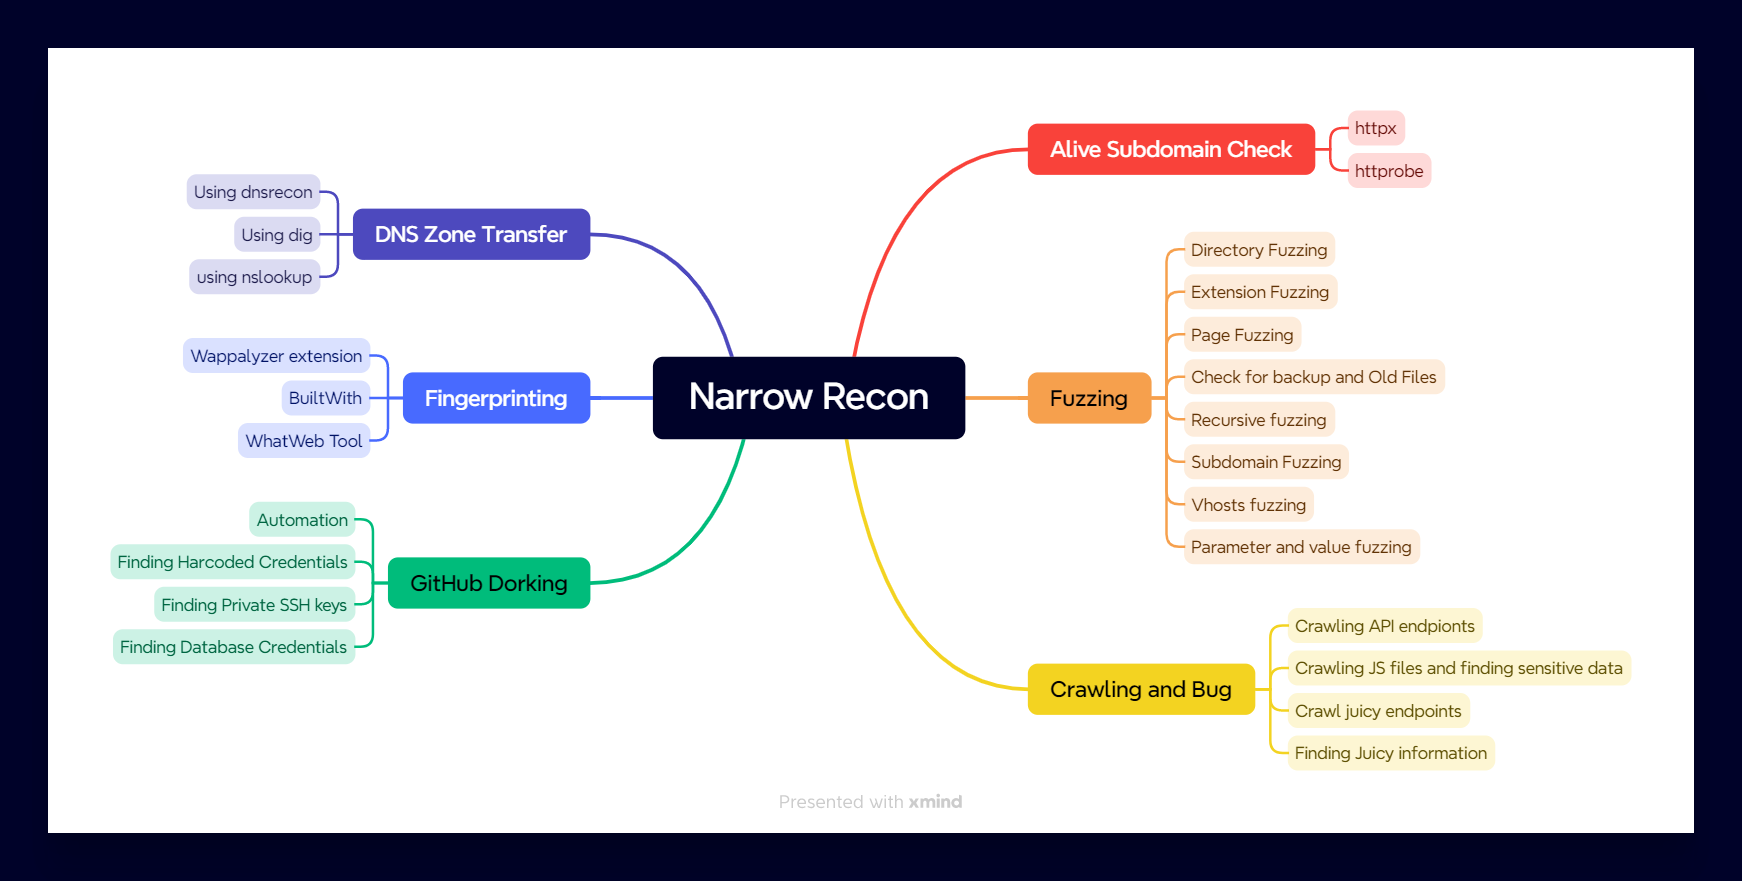 Narrow Recon
Alive Subdomain Check
httpx
httprobe
Fuzzing
Directory Fuzzing
Extension Fuzzing
Page Fuzzing
Check for backup and Old Files
Recursive fuzzing
Subdomain Fuzzing
Vhosts fuzzing
Parameter and value fuzzing
Crawling and Bug
Crawling API endpionts
Crawling JS files and finding sensitive data
Crawl juicy endpoints
Finding Juicy information
DNS Zone Transfer
Using dnsrecon
Using dig
using nslookup
Fingerprinting
Wappalyzer extension
BuiltWith
WhatWeb Tool
GitHub Dorking
Automation
Finding Harcoded Credentials
Finding Private SSH keys
Finding Database Credentials
Presented with xmind